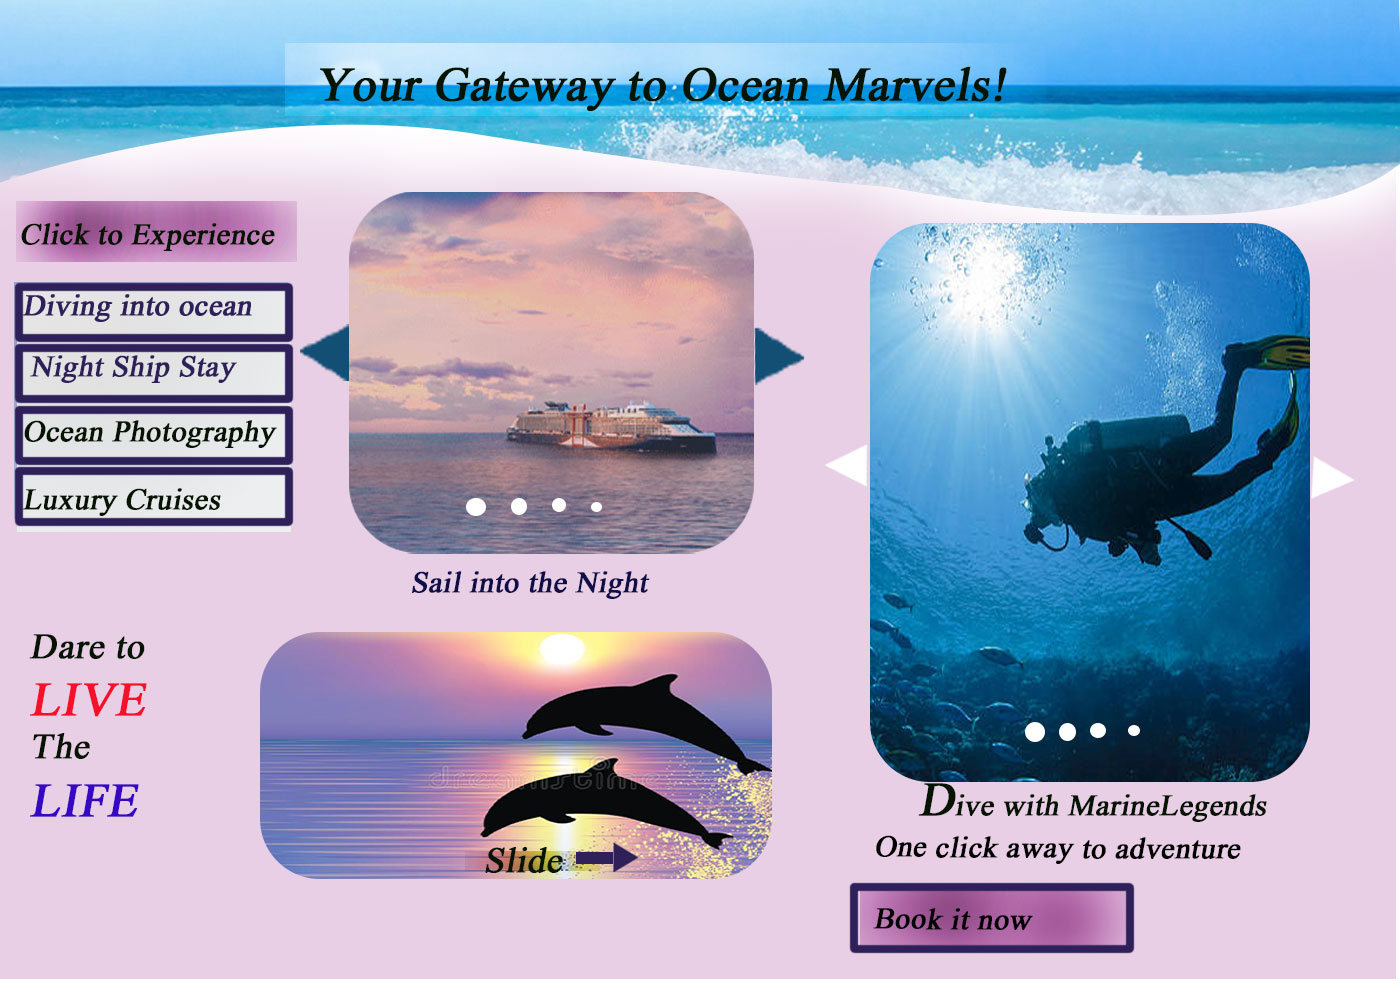 Your Gateway to Ocean Marvels!
Click to Experience
Diving into ocean
Night Ship Stay
Ocean Photography
Luxury Cruises
Sail into the Night
Dare to
LIVE
The
LIFE
dreamstime
Slide
Dive with MarineLegends
One click away to adventure
Book it now